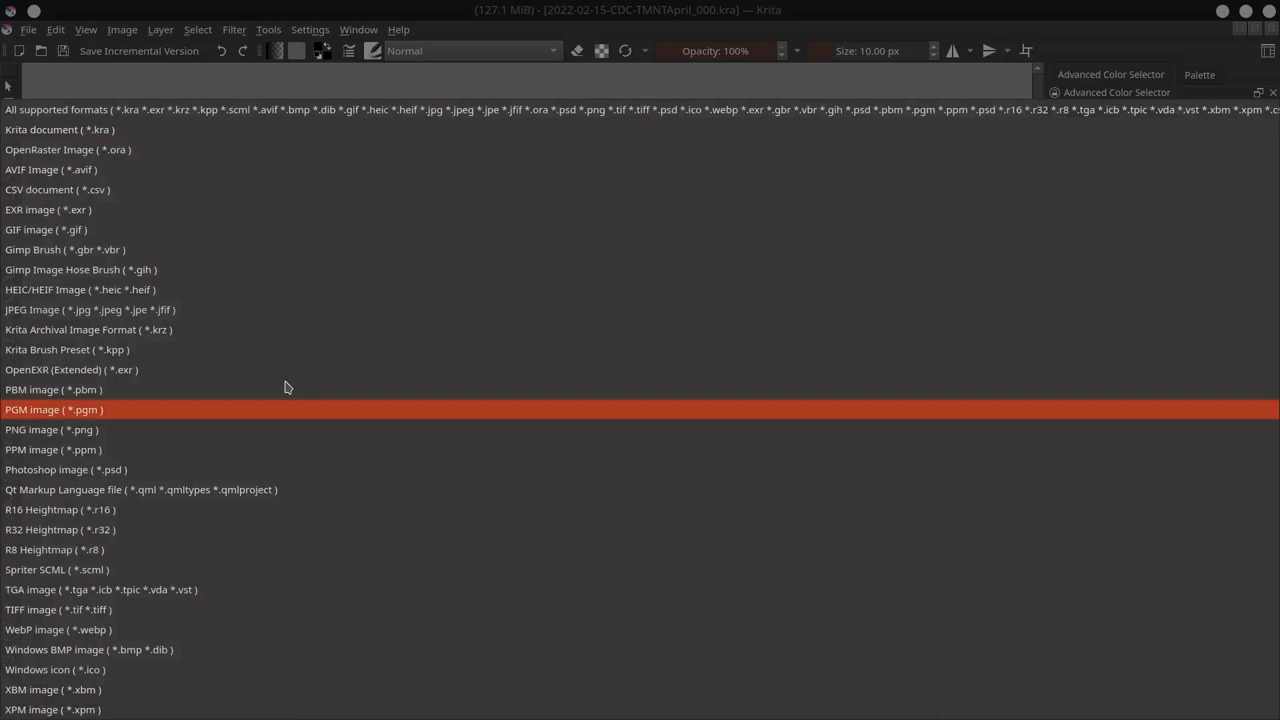 (127.1 MiB) - [2022-02-15-CDC-TMNTApril_000.kra] — Krita
File Edit View Image Layer Select Filter Tools Settings Window Help
Save Incremental Version Normal Opacity: 100% Size: 10.00 px
Advanced Color Selector Palette
Advanced Color Selector
All supported formats ( *.kra *.exr *.krz *.kpp *.scml *.avif *.bmp *.dib *.gif *.heic *.heif *.jpg *.jpeg *.jpe *.jfif *.ora *.psd *.png *.tif *.tiff *.psd *.ico *.webp *.exr *.gbr *.vbr *.gih *.psd *.pbm *.pgm *.ppm *.psd *.r16 *.r32 *.r8 *.tga *.icb *.tpic *.vda *.vst *.xbm *.xpm *.c
Krita document ( *.kra )
OpenRaster Image ( *.ora )
AVIF Image ( *.avif )
CSV document ( *.csv )
EXR image ( *.exr )
GIF image ( *.gif )
Gimp Brush ( *.gbr *.vbr )
Gimp Image Hose Brush ( *.gih )
HEIC/HEIF Image ( *.heic *.heif )
JPEG Image ( *.jpg *.jpeg *.jpe *.jfif )
Krita Archival Image Format ( *.krz )
Krita Brush Preset ( *.kpp )
OpenEXR (Extended) ( *.exr )
PBM image ( *.pbm )
PGM image ( *.pgm )
PNG image ( *.png )
PPM image ( *.ppm )
Photoshop image ( *.psd )
Qt Markup Language file ( *.qml *.qmltypes *.qmlproject )
R16 Heightmap ( *.r16 )
R32 Heightmap ( *.r32 )
R8 Heightmap ( *.r8 )
Spriter SCML ( *.scml )
TGA image ( *.tga *.icb *.tpic *.vda *.vst )
TIFF image ( *.tif *.tiff )
WebP image ( *.webp )
Windows BMP image ( *.bmp *.dib )
Windows icon ( *.ico )
XBM image ( *.xbm )
XPM image ( *.xpm )